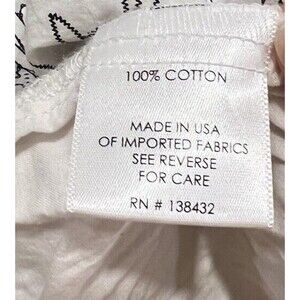 100% COTTON
MADE IN USA
OF IMPORTED FABRICS
SEE REVERSE
FOR CARE
RN # 138432